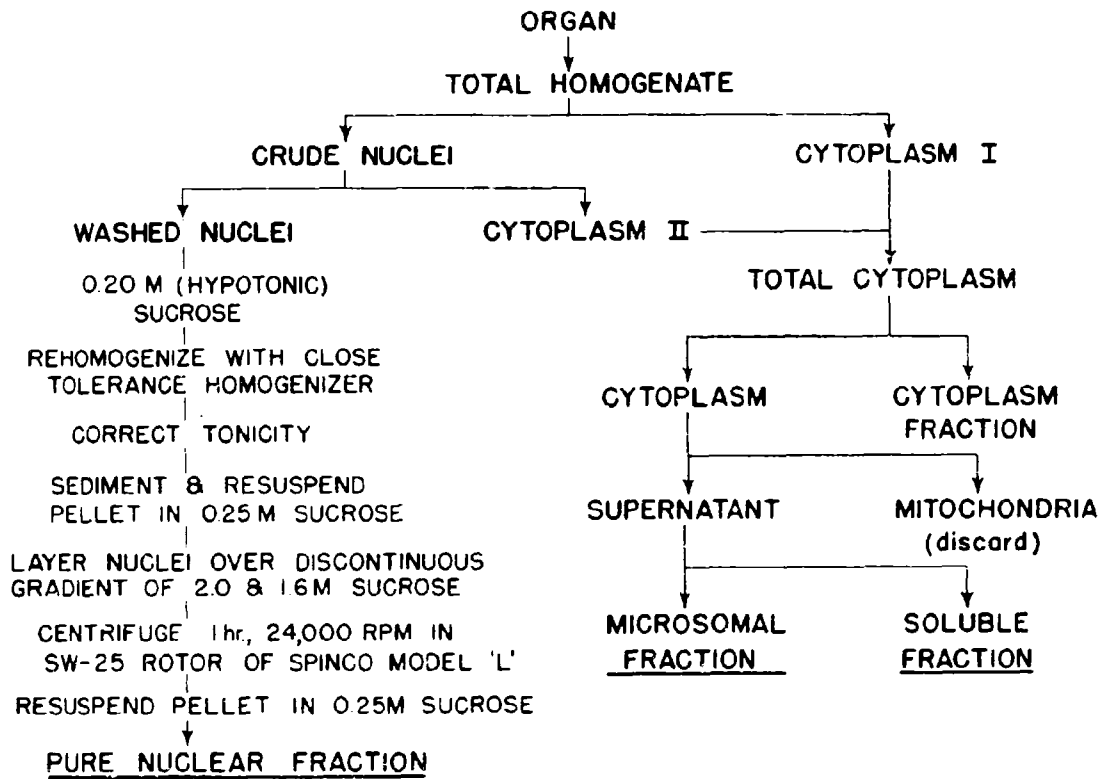 ORGAN
TOTAL HOMOGENATE
CRUDE NUCLEI
CYTOPLASM I
WASHED NUCLEI
CYTOPLASM II
TOTAL CYTOPLASM
0.20 M (HYPOTONIC)
SUCROSE
REHOMOGENIZE WITH CLOSE
TOLERANCE HOMOGENIZER
CORRECT TONICITY
SEDIMENT & RESUSPEND
PELLET IN 0.25 M SUCROSE
LAYER NUCLEI OVER DISCONTINUOUS
GRADIENT OF 2.0 & 1.6 M SUCROSE
CENTRIFUGE 1 hr., 24,000 RPM IN
SW-25 ROTOR OF SPINCO MODEL 'L'
RESUSPEND PELLET IN 0.25M SUCROSE
PURE NUCLEAR FRACTION
CYTOPLASM
CYTOPLASM
FRACTION
SUPERNATANT
MITOCHONDRIA
(discard)
MICROSOMAL
FRACTION
SOLUBLE
FRACTION